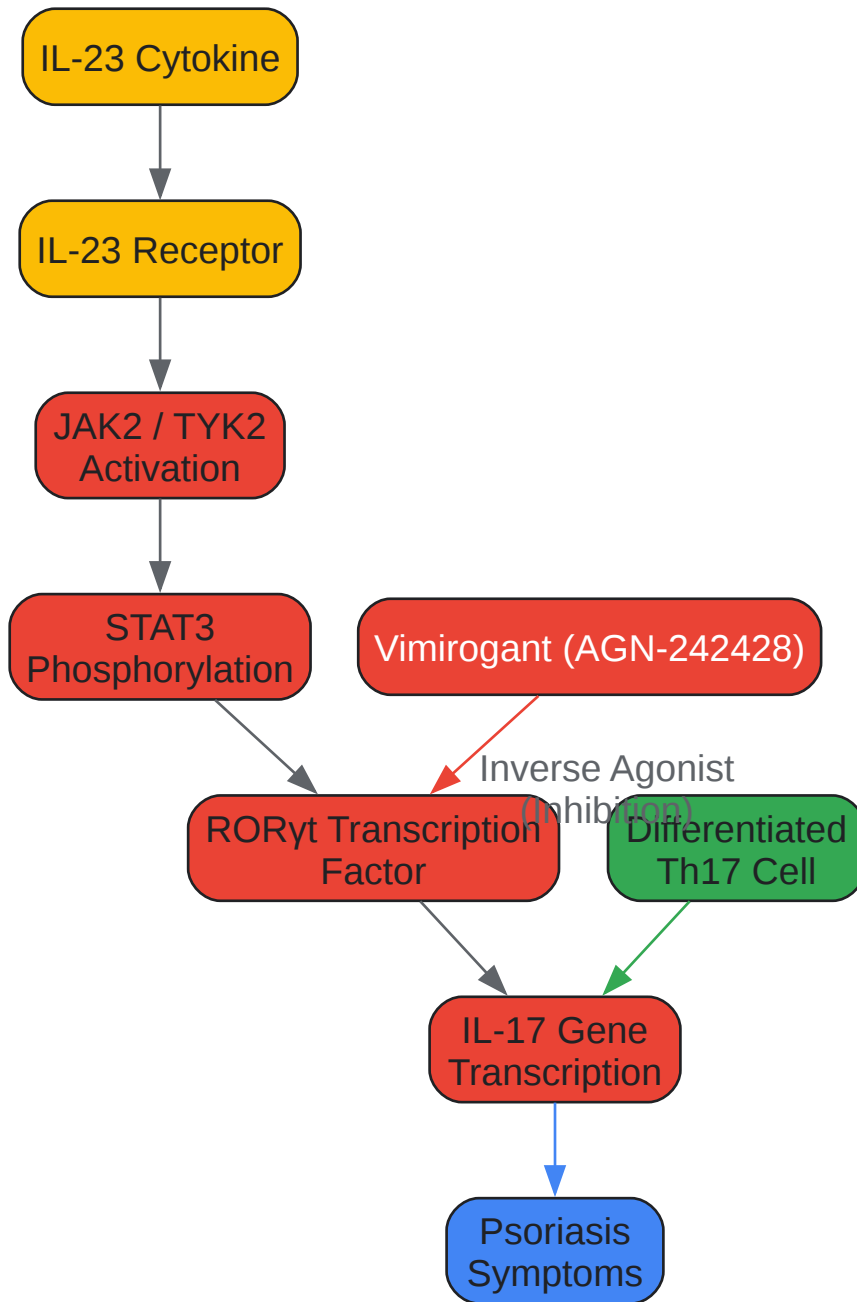 IL-23 Cytokine
IL-23 Receptor
JAK2 / TYK2
Activation
STAT3
Phosphorylation
Vimirogant (AGN-242428)
Inverse Agonist
(Inhibition)
RORγt Transcription
Factor
Differentiated
Th17 Cell
IL-17 Gene
Transcription
Psoriasis
Symptoms